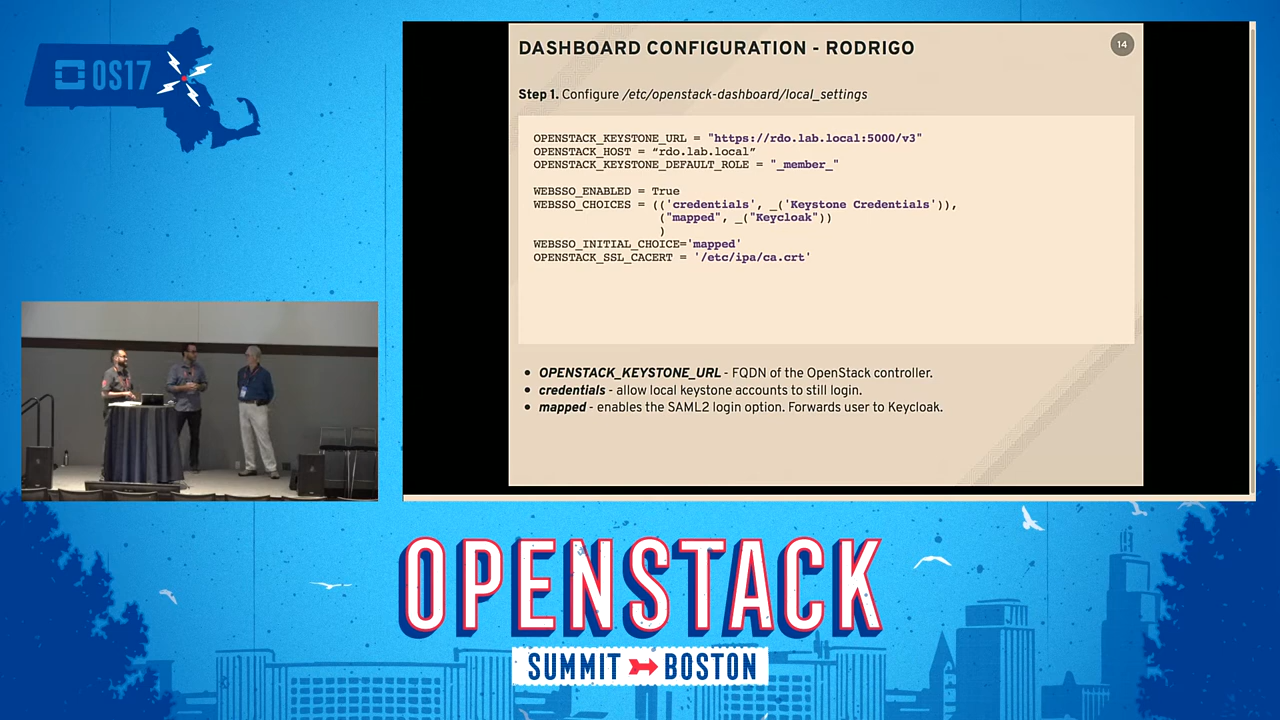 OS17
DASHBOARD CONFIGURATION - RODRIGO
14
Step 1. Configure /etc/openstack-dashboard/local_settings
OPENSTACK_KEYSTONE_URL = "https://rdo.lab.local:5000/v3"
OPENSTACK_HOST = “rdo.lab.local”
OPENSTACK_KEYSTONE_DEFAULT_ROLE = "_member_"
WEBSSO_ENABLED = True
WEBSSO_CHOICES = (('credentials', _('Keystone Credentials')),
("mapped", _("Keycloak"))
)
WEBSSO_INITIAL_CHOICE='mapped'
OPENSTACK_SSL_CACERT = '/etc/ipa/ca.crt'
• OPENSTACK_KEYSTONE_URL - FQDN of the OpenStack controller.
• credentials - allow local keystone accounts to still login.
• mapped - enables the SAML2 login option. Forwards user to Keycloak.
OPENSTACK
SUMMIT BOSTON